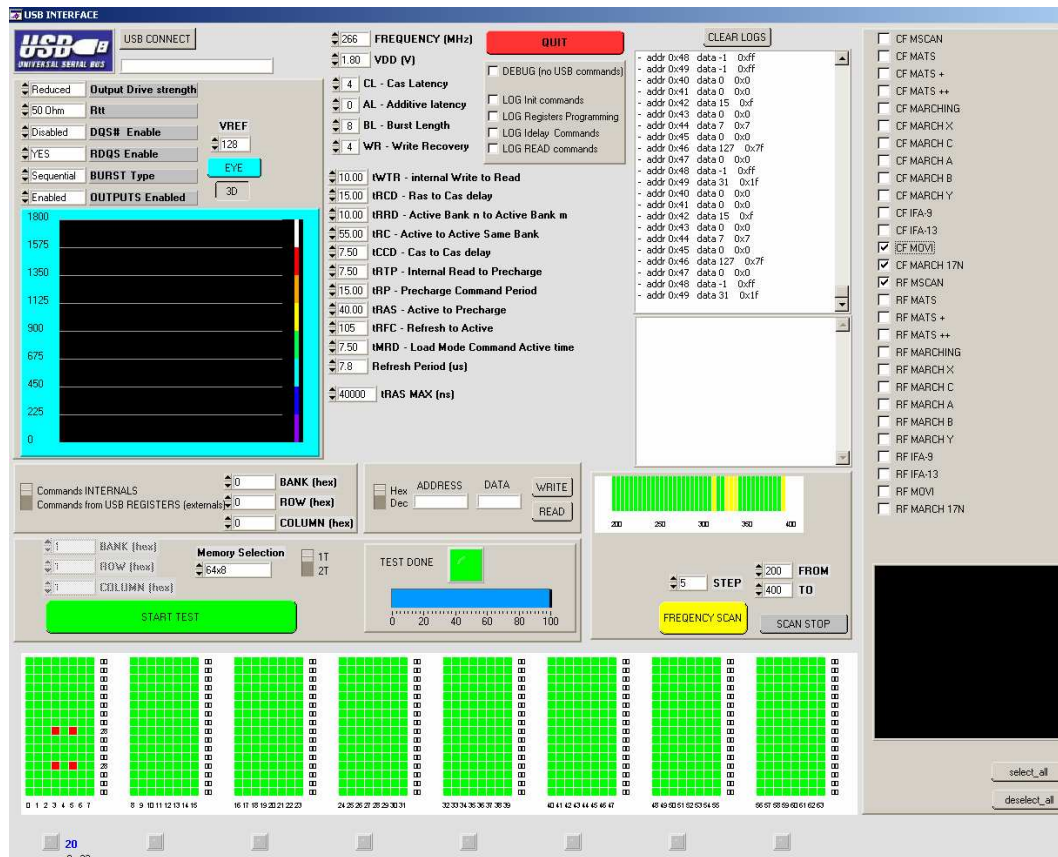 USB INTERFACE
USB
UNIVERSAL SERIAL BUS
USB CONNECT
Reduced Output Drive strength
50 Ohm Rtt
Disabled DQS# Enable
YES RDQS Enable
Sequential BURST Type
Enabled OUTPUTS Enabled
VREF
128
EYE
3D
1800
1575
1350
1125
900
675
450
225
0
266 FREQUENCY (MHz)
1.80 VDD (V)
4 CL - Cas Latency
0 AL - Additive latency
8 BL - Burst Length
4 WR - Write Recovery
QUIT
DEBUG (no USB commands)
LOG Init commands
LOG Registers Programming
LOG Idelay Commands
LOG READ commands
10.00 tWTR - internal Write to Read
15.00 tRCD - Ras to Cas delay
10.00 tRRD - Active Bank n to Active Bank m
55.00 tRC - Active to Active Same Bank
7.50 tCCD - Cas to Cas delay
7.50 tRTP - Internal Read to Precharge
15.00 tRP - Precharge Command Period
40.00 tRAS - Active to Precharge
105 tRFC - Refresh to Active
7.50 tMRD - Load Mode Command Active time
7.8 Refresh Period (us)
40000 tRAS MAX (ns)
CLEAR LOGS
- addr 0x48 data -1 0xff
- addr 0x49 data -1 0xff
- addr 0x40 data 0 0x0
- addr 0x41 data 0 0x0
- addr 0x42 data 15 0xf
- addr 0x43 data 0 0x0
- addr 0x44 data 7 0x7
- addr 0x45 data 0 0x0
- addr 0x46 data 127 0x7f
- addr 0x47 data 0 0x0
- addr 0x48 data -1 0xff
- addr 0x49 data 31 0x1f
- addr 0x40 data 0 0x0
- addr 0x41 data 0 0x0
- addr 0x42 data 15 0xf
- addr 0x43 data 0 0x0
- addr 0x44 data 7 0x7
- addr 0x45 data 0 0x0
- addr 0x46 data 127 0x7f
- addr 0x47 data 0 0x0
- addr 0x48 data -1 0xff
- addr 0x49 data 31 0x1f
CF MSCAN
CF MATS
CF MATS +
CF MATS ++
CF MARCHING
CF MARCH X
CF MARCH C
CF MARCH A
CF MARCH B
CF MARCH Y
CF IFA-9
CF IFA-13
CF MOVI
CF MARCH 17N
RF MSCAN
RF MATS
RF MATS +
RF MATS ++
RF MARCHING
RF MARCH X
RF MARCH C
RF MARCH A
RF MARCH B
RF MARCH Y
RF IFA-9
RF IFA-13
RF MOVI
RF MARCH 17N
Commands INTERNALS
Commands from USB REGISTERS (externals)
0 BANK (hex)
0 ROW (hex)
0 COLUMN (hex)
Hex
Dec
ADDRESS DATA
WRITE
READ
200 250 300 350 400
1 BANK (hex)
1 ROW (hex)
1 COLUMN (hex)
Memory Selection
64x8
1T
2T
START TEST
TEST DONE
0 20 40 60 80 100
5 STEP
200 FROM
400 TO
FREQENCY SCAN
SCAN STOP
28
28
0 1 2 3 4 5 6 7
8 9 10 11 12 13 14 15
16 17 18 19 20 21 22 23
24 25 26 27 28 29 30 31
32 33 34 35 36 37 38 39
40 41 42 43 44 45 46 47
48 49 50 51 52 53 54 55
56 57 58 59 60 61 62 63
select_all
deselect_all
20